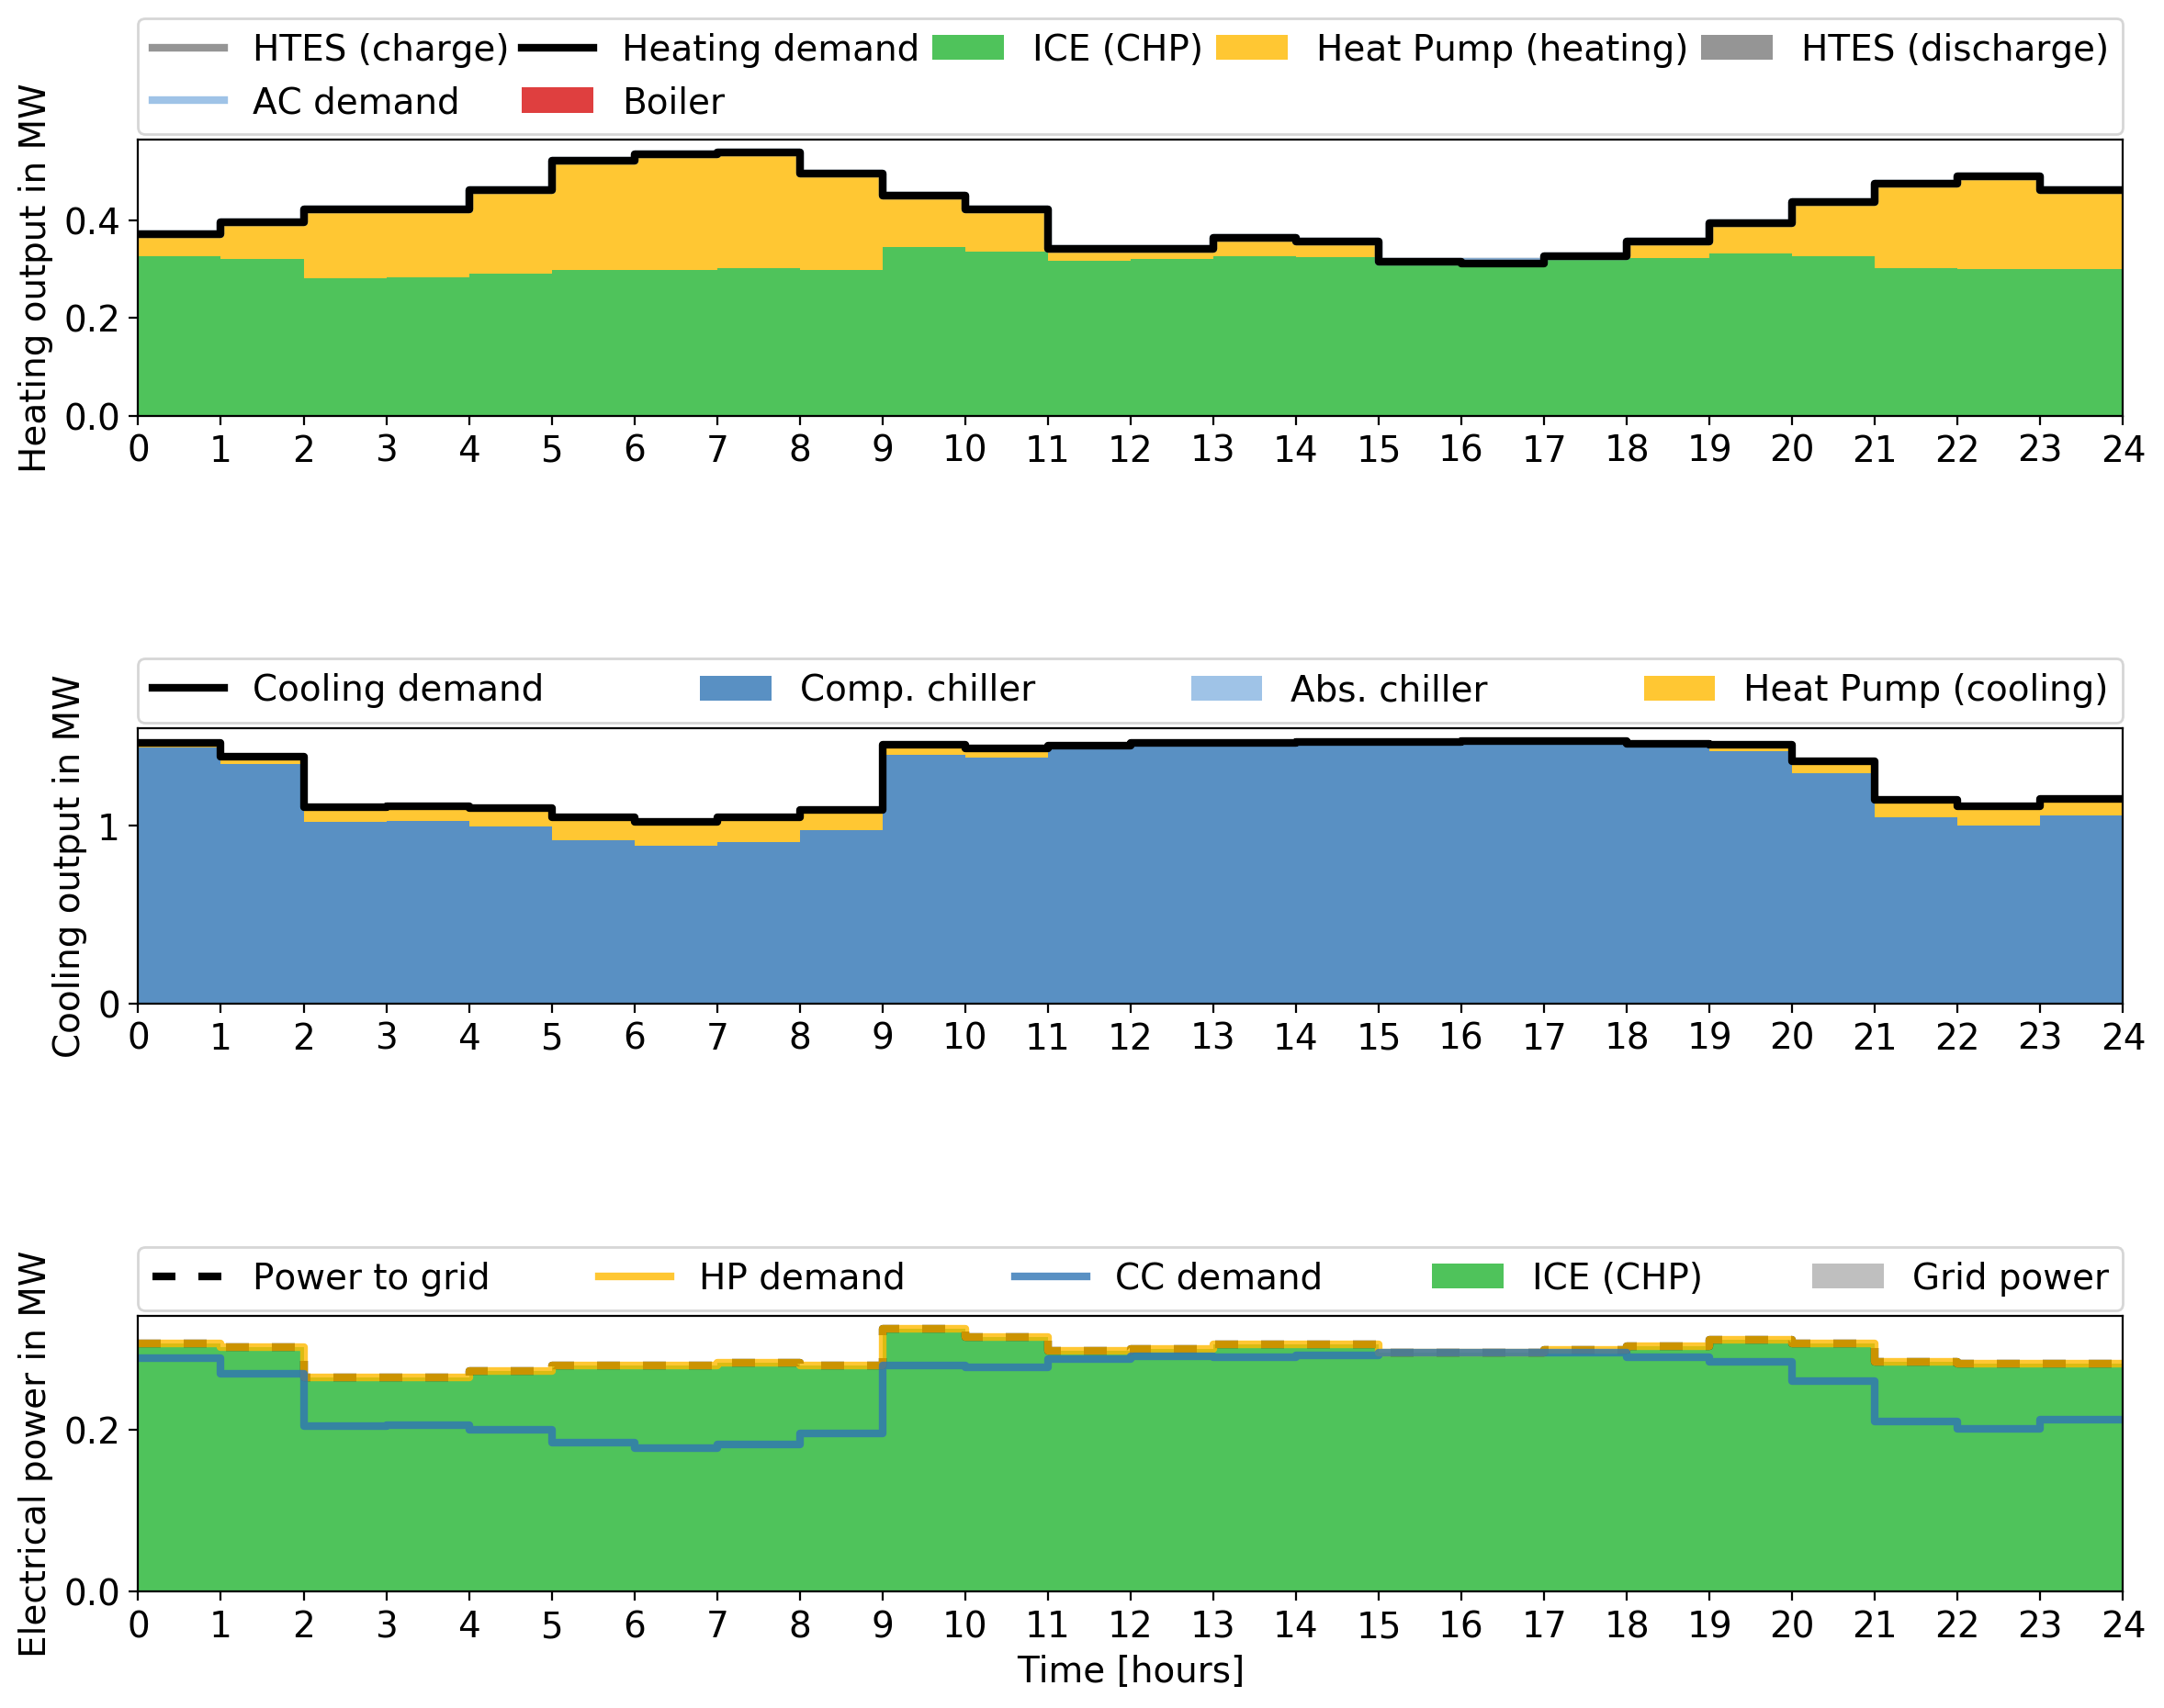 HTES (charge) Heating demand ICE (CHP) Heat Pump (heating) HTES (discharge)
AC demand Boiler
Heating output in MW
0.4
0.2
0.0
0 1 2 3 4 5 6 7 8 9 10 11 12 13 14 15 16 17 18 19 20 21 22 23 24
Cooling demand Comp. chiller Abs. chiller Heat Pump (cooling)
Cooling output in MW
1
0
0 1 2 3 4 5 6 7 8 9 10 11 12 13 14 15 16 17 18 19 20 21 22 23 24
Power to grid HP demand CC demand ICE (CHP) Grid power
Electrical power in MW
0.2
0.0
0 1 2 3 4 5 6 7 8 9 10 11 12 13 14 15 16 17 18 19 20 21 22 23 24
Time [hours]